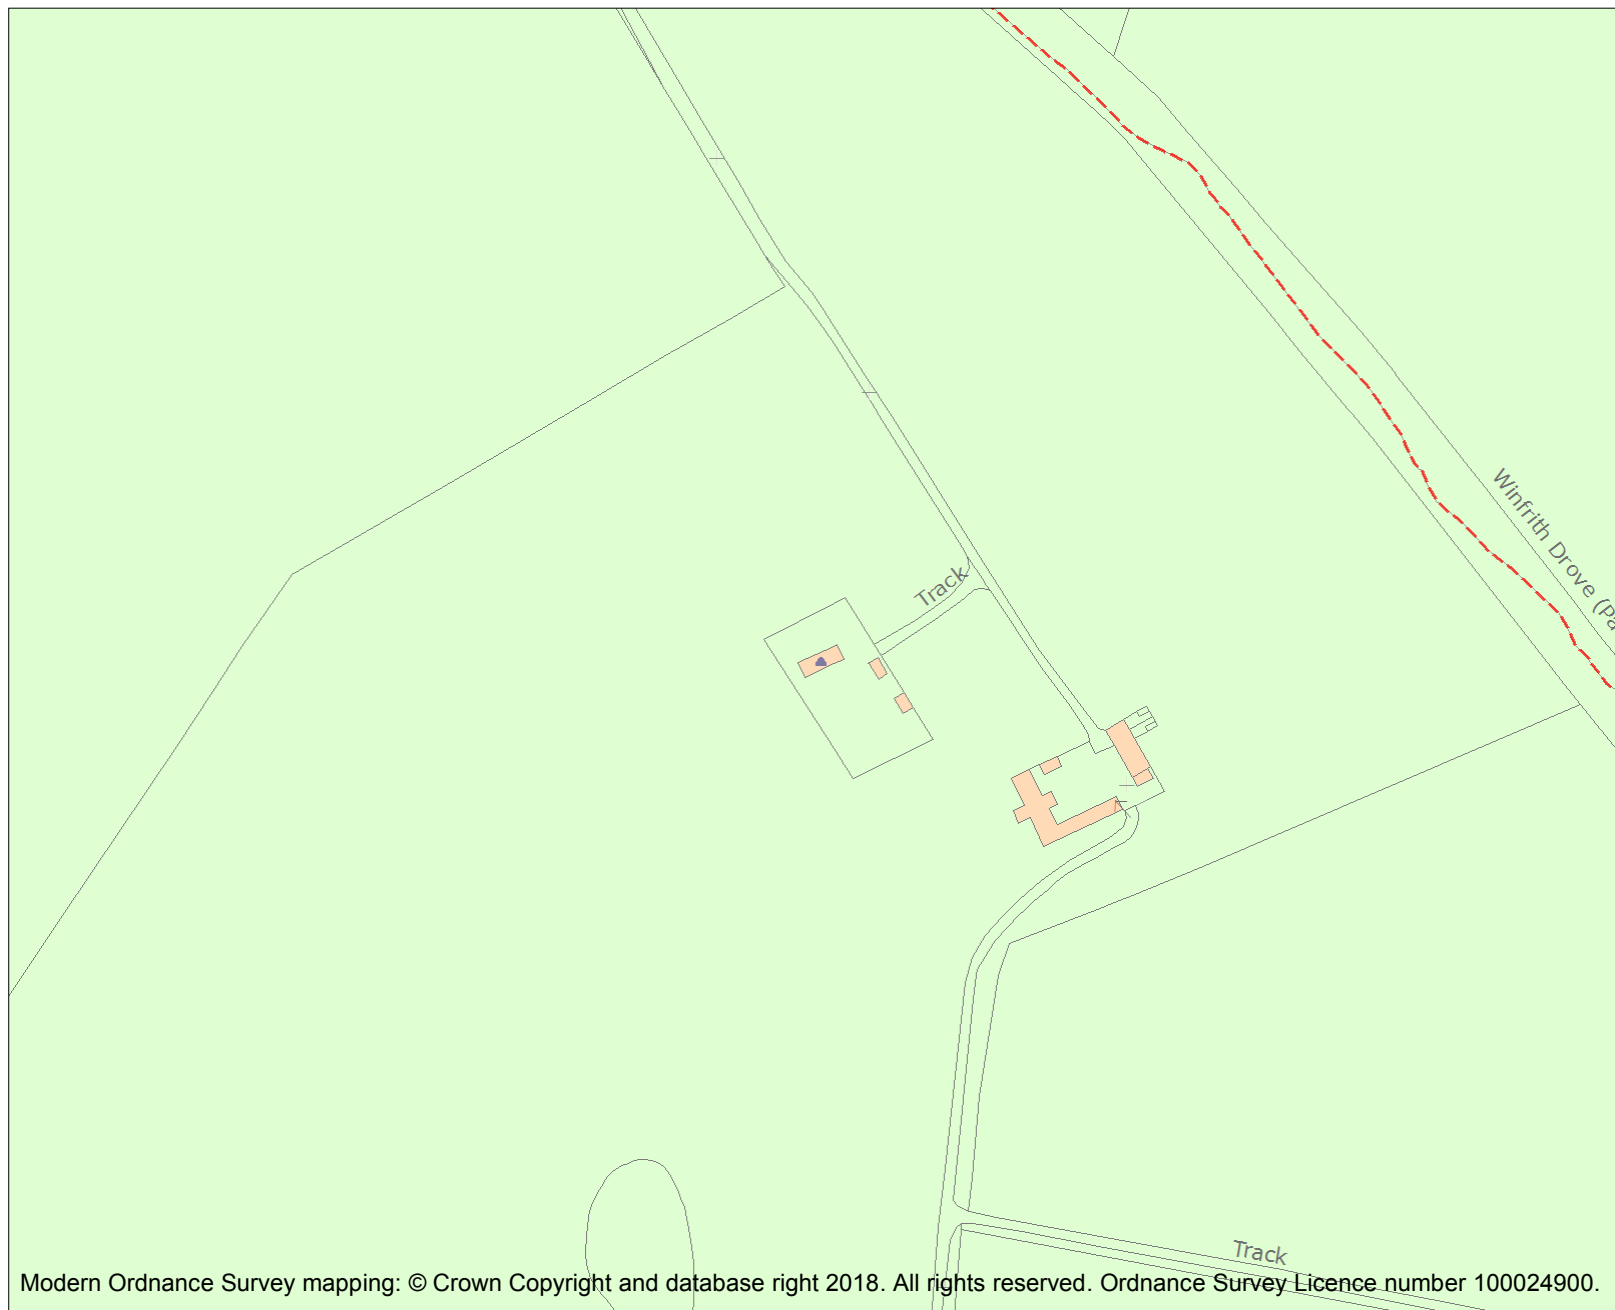 Winfrith Drove (Pa
Track
Track
Modern Ordnance Survey mapping: © Crown Copyright and database right 2018. All rights reserved. Ordnance Survey Licence number 100024900.